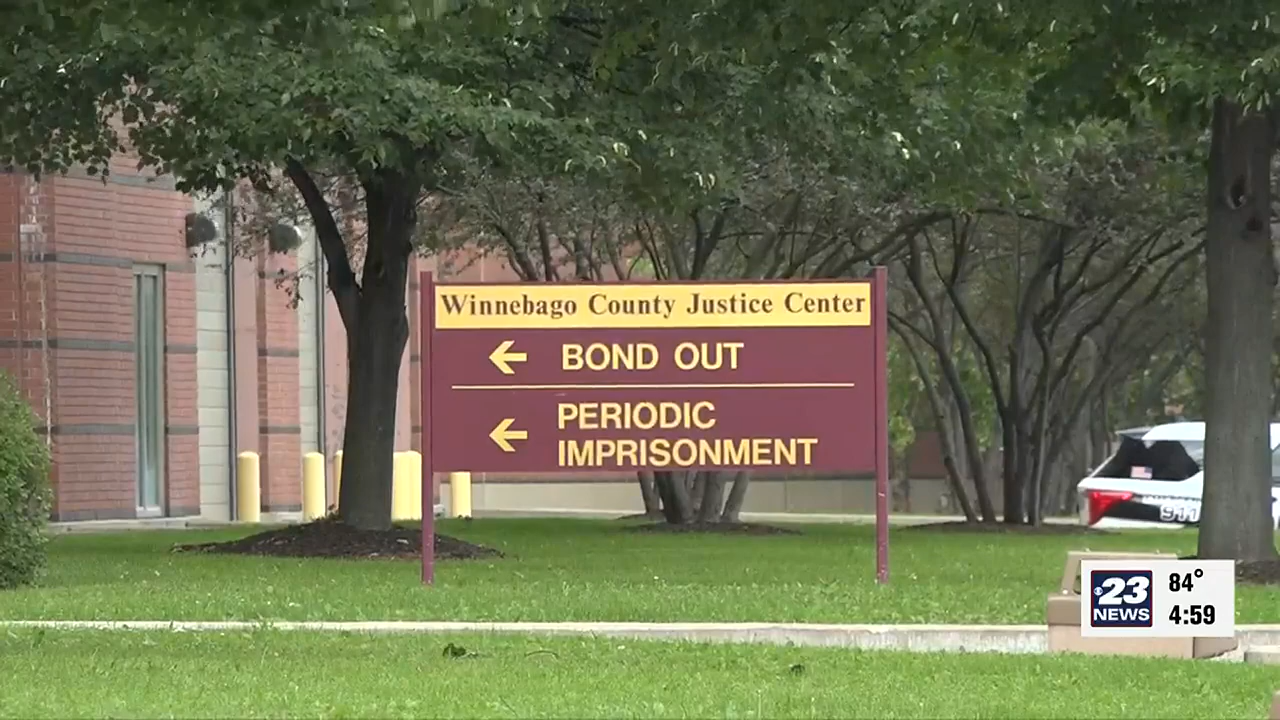 Winnebago County Justice Center
← BOND OUT
← PERIODIC
IMPRISONMENT
911
23
NEWS
84°
4:59